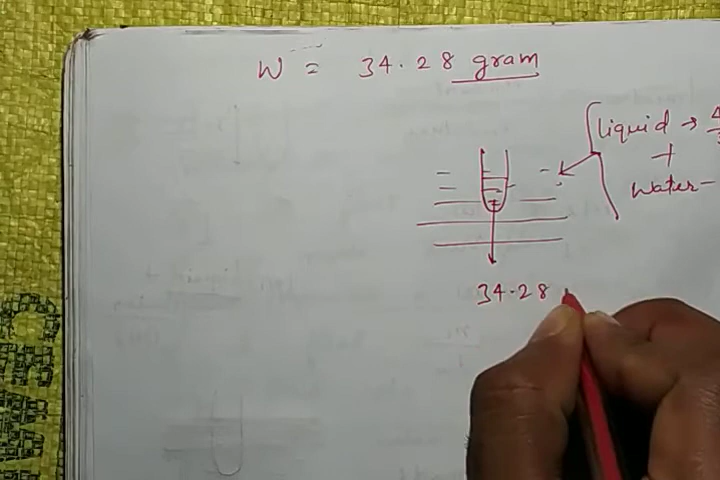 W = 34.28 gram
liquid →
+
Water-
34.28